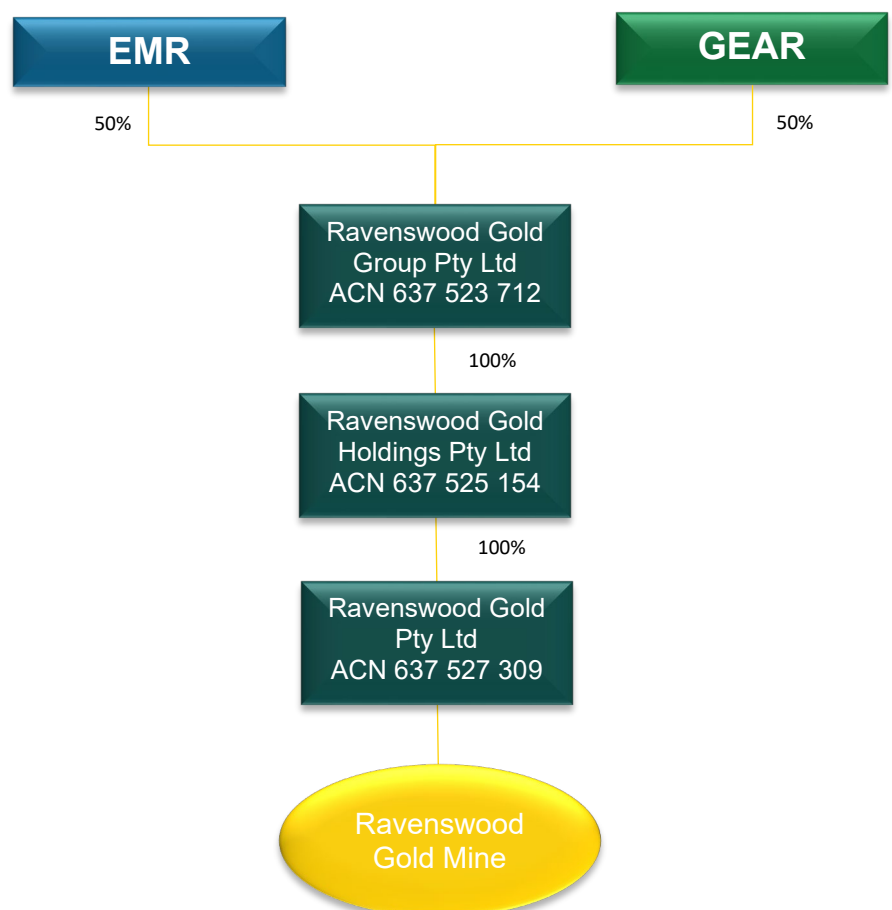 EMR
GEAR
50%
50%
Ravenswood Gold
Group Pty Ltd
ACN 637 523 712
100%
Ravenswood Gold
Holdings Pty Ltd
ACN 637 525 154
100%
Ravenswood Gold
Pty Ltd
ACN 637 527 309
Ravenswood
Gold Mine